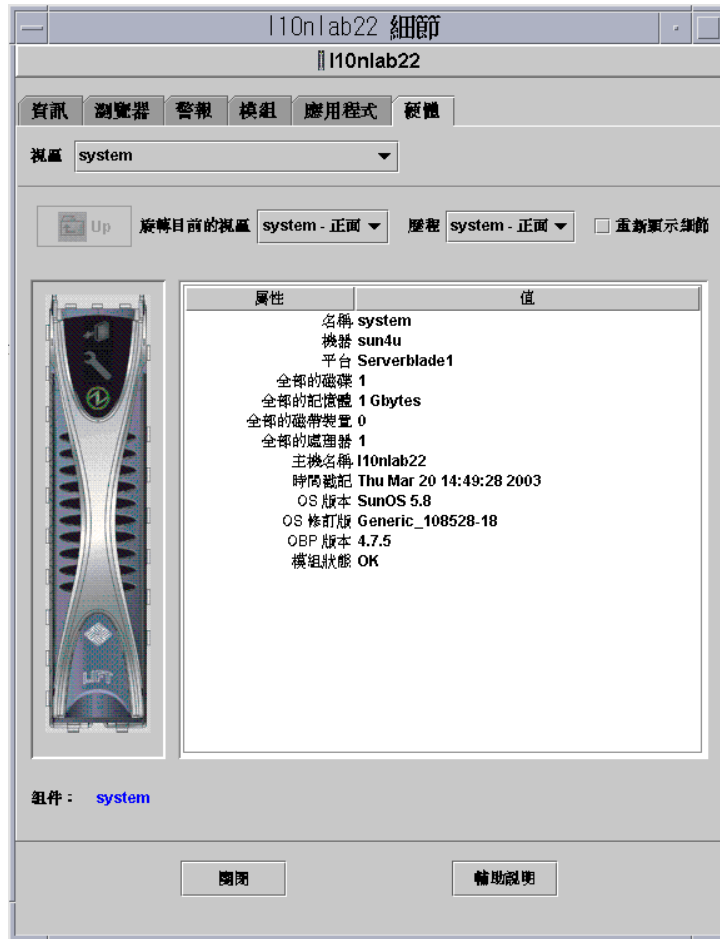 l10nlab22 細節
l10nlab22
資訊 瀏覽器 警報 模組 應用程式 硬體
視區 system
Up 旋轉目前的視區 system - 正面 歷程 system - 正面 重新顯示細節
屬性 值
名稱 system
機器 sun4u
平台 Serverblade1
全部的磁碟 1
全部的記憶體 1 Gbytes
全部的磁帶裝置 0
全部的處理器 1
主機名稱 l10nlab22
時間戳記 Thu Mar 20 14:49:28 2003
OS 版本 SunOS 5.8
OS 修訂版 Generic_108528-18
OBP 版本 4.7.5
模組狀態 OK
LIFT
組件： system
關閉 輔助說明